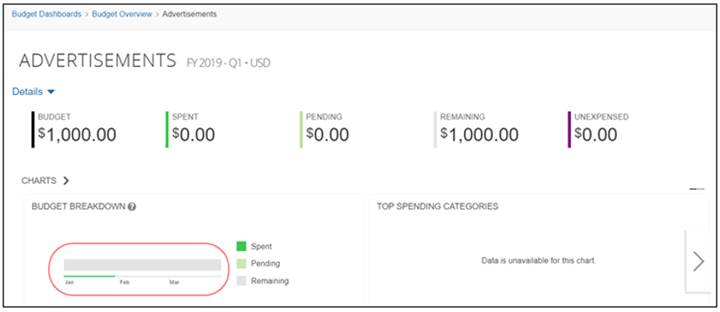 Budget Dashboards > Budget Overview > Advertisements
ADVERTISEMENTS FY 2019 - Q1 • USD
Details
BUDGET SPENT PENDING REMAINING UNEXPENSED
$1,000.00 $0.00 $0.00 $1,000.00 $0.00
CHARTS
BUDGET BREAKDOWN ?
Spent
Pending
Remaining
Jan Feb Mar
TOP SPENDING CATEGORIES
Data is unavailable for this chart.